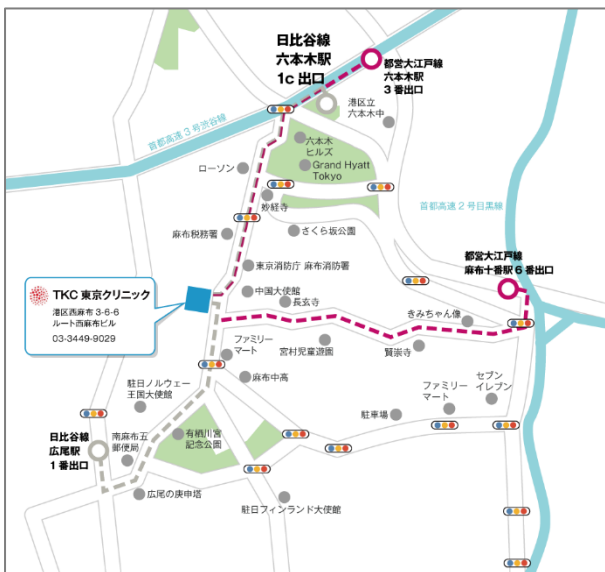 日比谷線
六本木駅
1c 出口
都営大江戸線
六本木駅
3 番出口
港区立
六本木中
首都高速3号渋谷線
六本木
ヒルズ
Grand Hyatt
Tokyo
ローソン
妙経寺
首都高速2号目黒線
麻布税務署
さくら坂公園
都営大江戸線
麻布十番駅 6 番出口
東京消防庁 麻布消防署
中国大使館
長玄寺
TKC 東京クリニック
港区西麻布 3-6-6
ルート西麻布ビル
03-3449-9029
きみちゃん像
ファミリー
マート
宮村児童遊園
賢崇寺
麻布中高
駐日ノルウェー
王国大使館
セブン
イレブン
ファミリー
マート
駐車場
日比谷線
広尾駅
1 番出口
南麻布五
郵便局
有栖川宮
記念公園
広尾の庚申塔
駐日フィンランド大使館